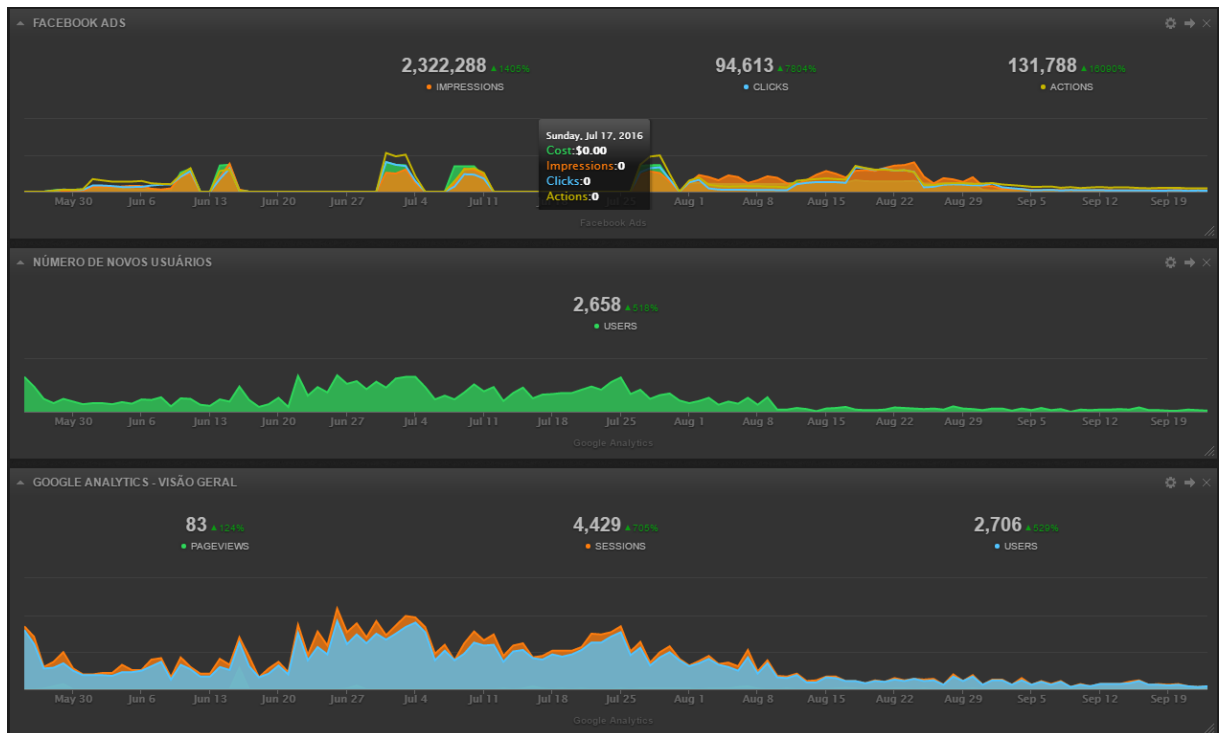 FACEBOOK ADS
2,322,288 ▲1405%
IMPRESSIONS
94,613 ▲7804%
CLICKS
131,788 ▲16090%
ACTIONS
Sunday, Jul 17, 2016
Cost:$0.00
Impressions:0
Clicks:0
Actions:0
May 30 Jun 6 Jun 13 Jun 20 Jun 27 Jul 4 Jul 11 Jul 25 Aug 1 Aug 8 Aug 15 Aug 22 Aug 29 Sep 5 Sep 12 Sep 19
Facebook Ads
NÚMERO DE NOVOS USUÁRIOS
2,658 ▲518%
USERS
May 30 Jun 6 Jun 13 Jun 20 Jun 27 Jul 4 Jul 11 Jul 18 Jul 25 Aug 1 Aug 8 Aug 15 Aug 22 Aug 29 Sep 5 Sep 12 Sep 19
Google Analytics
GOOGLE ANALYTICS - VISÃO GERAL
83 ▲124%
PAGEVIEWS
4,429 ▲705%
SESSIONS
2,706 ▲529%
USERS
May 30 Jun 6 Jun 13 Jun 20 Jun 27 Jul 4 Jul 11 Jul 18 Jul 25 Aug 1 Aug 8 Aug 15 Aug 22 Aug 29 Sep 5 Sep 12 Sep 19
Google Analytics